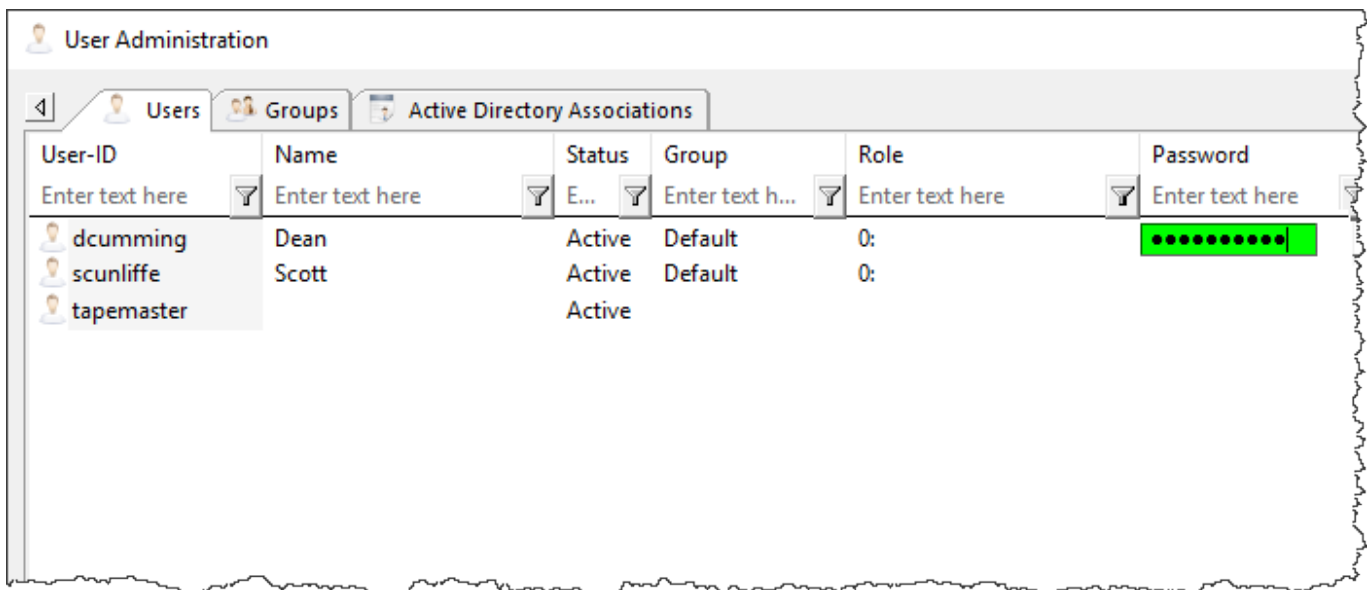 User Administration
Users Groups Active Directory Associations
User-ID Name Status Group Role Password
Enter text here Enter text here E... Enter text h... Enter text here Enter text here
dcumming Dean Active Default 0: ●●●●●●●●●●
scunliffe Scott Active Default 0:
tapemaster Active